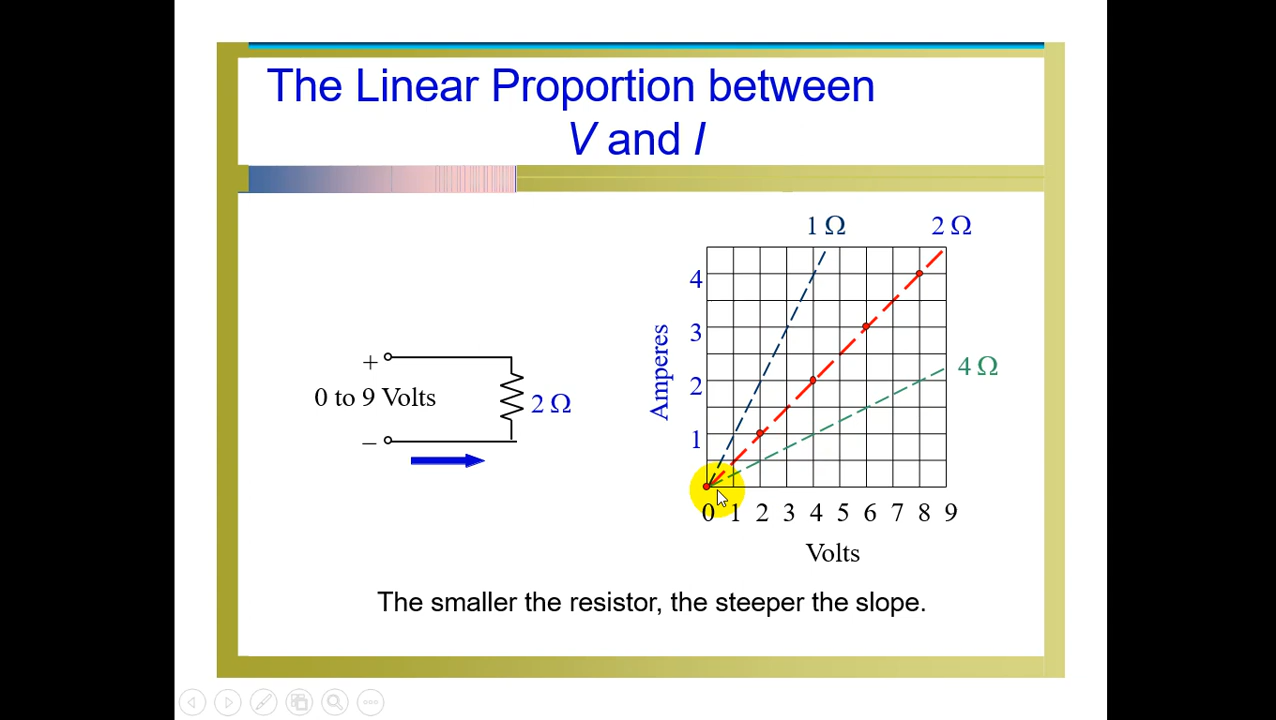 The Linear Proportion between
V and I
+
0 to 9 Volts
–
2 Ω
1 Ω
2 Ω
4 Ω
Amperes
4
3
2
1
0 1 2 3 4 5 6 7 8 9
Volts
The smaller the resistor, the steeper the slope.